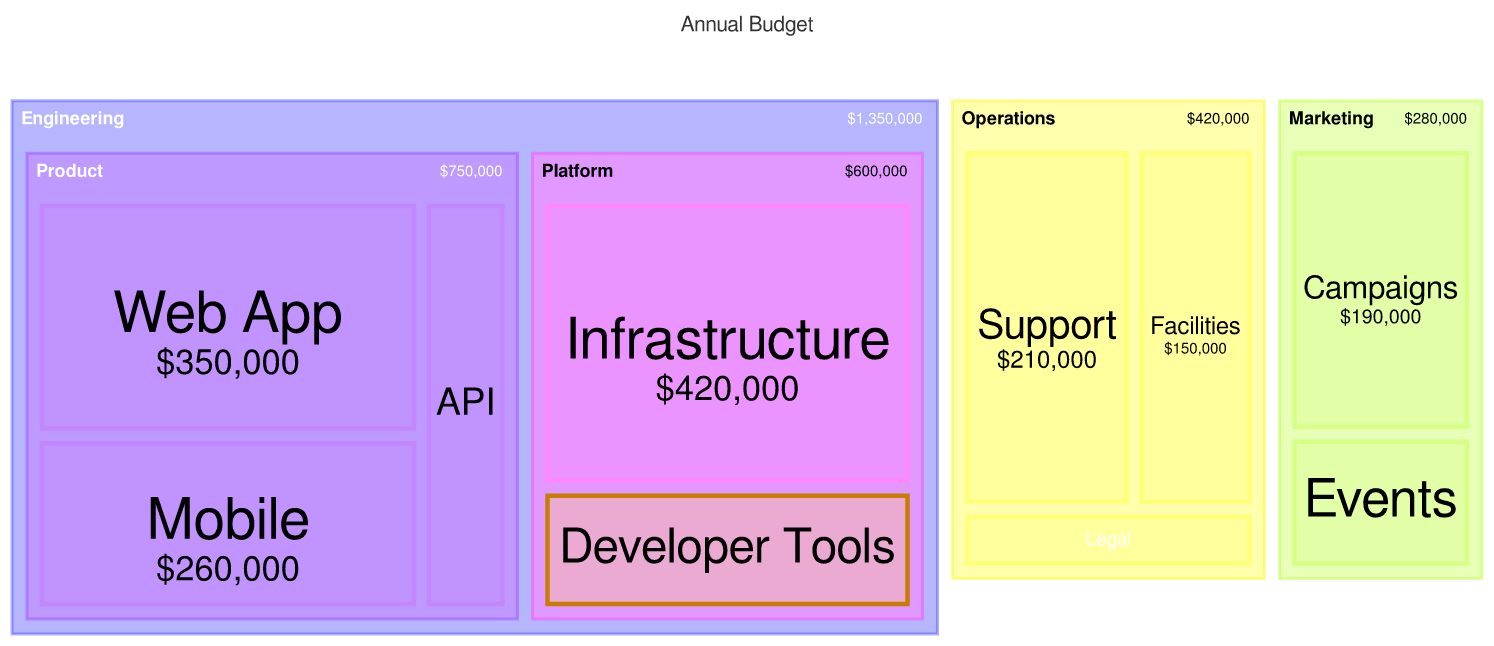 Annual Budget
Engineering $1,350,000
Product $750,000
Web App
$350,000
Mobile
$260,000
API
Platform $600,000
Infrastructure
$420,000
Developer Tools
Operations $420,000
Support
$210,000
Facilities
$150,000
Legal
Marketing $280,000
Campaigns
$190,000
Events